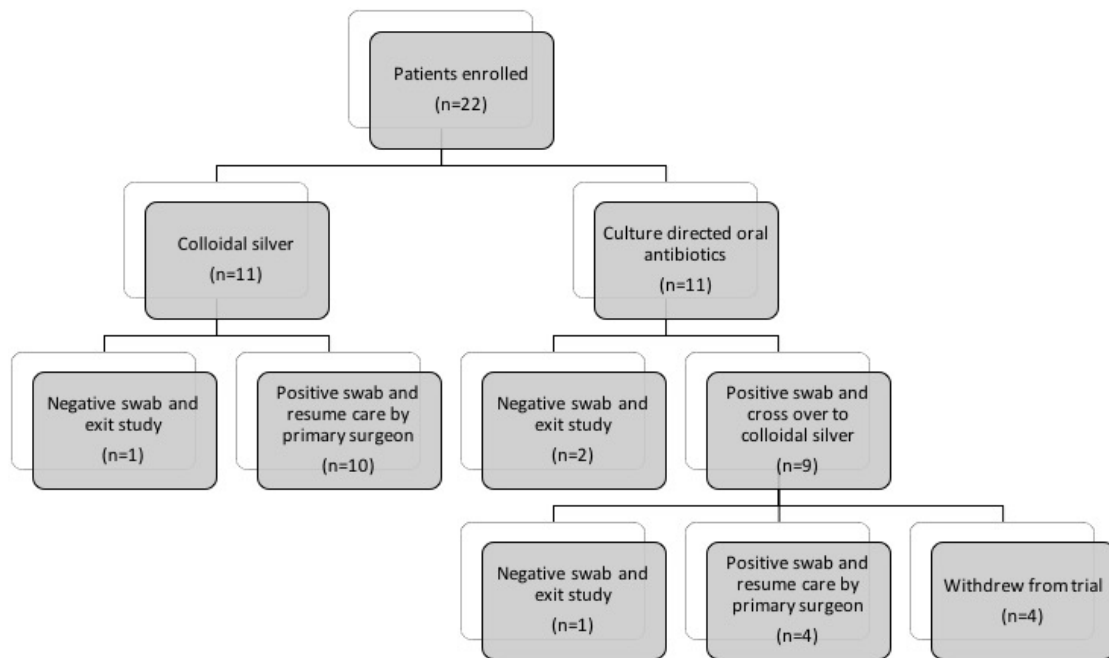 Patients enrolled
(n=22)
Colloidal silver
(n=11)
Culture directed oral
antibiotics
(n=11)
Negative swab and
exit study
(n=1)
Positive swab and
resume care by
primary surgeon
(n=10)
Negative swab and
exit study
(n=2)
Positive swab and
cross over to
colloidal silver
(n=9)
Negative swab and
exit study
(n=1)
Positive swab and
resume care by
primary surgeon
(n=4)
Withdrew from trial
(n=4)